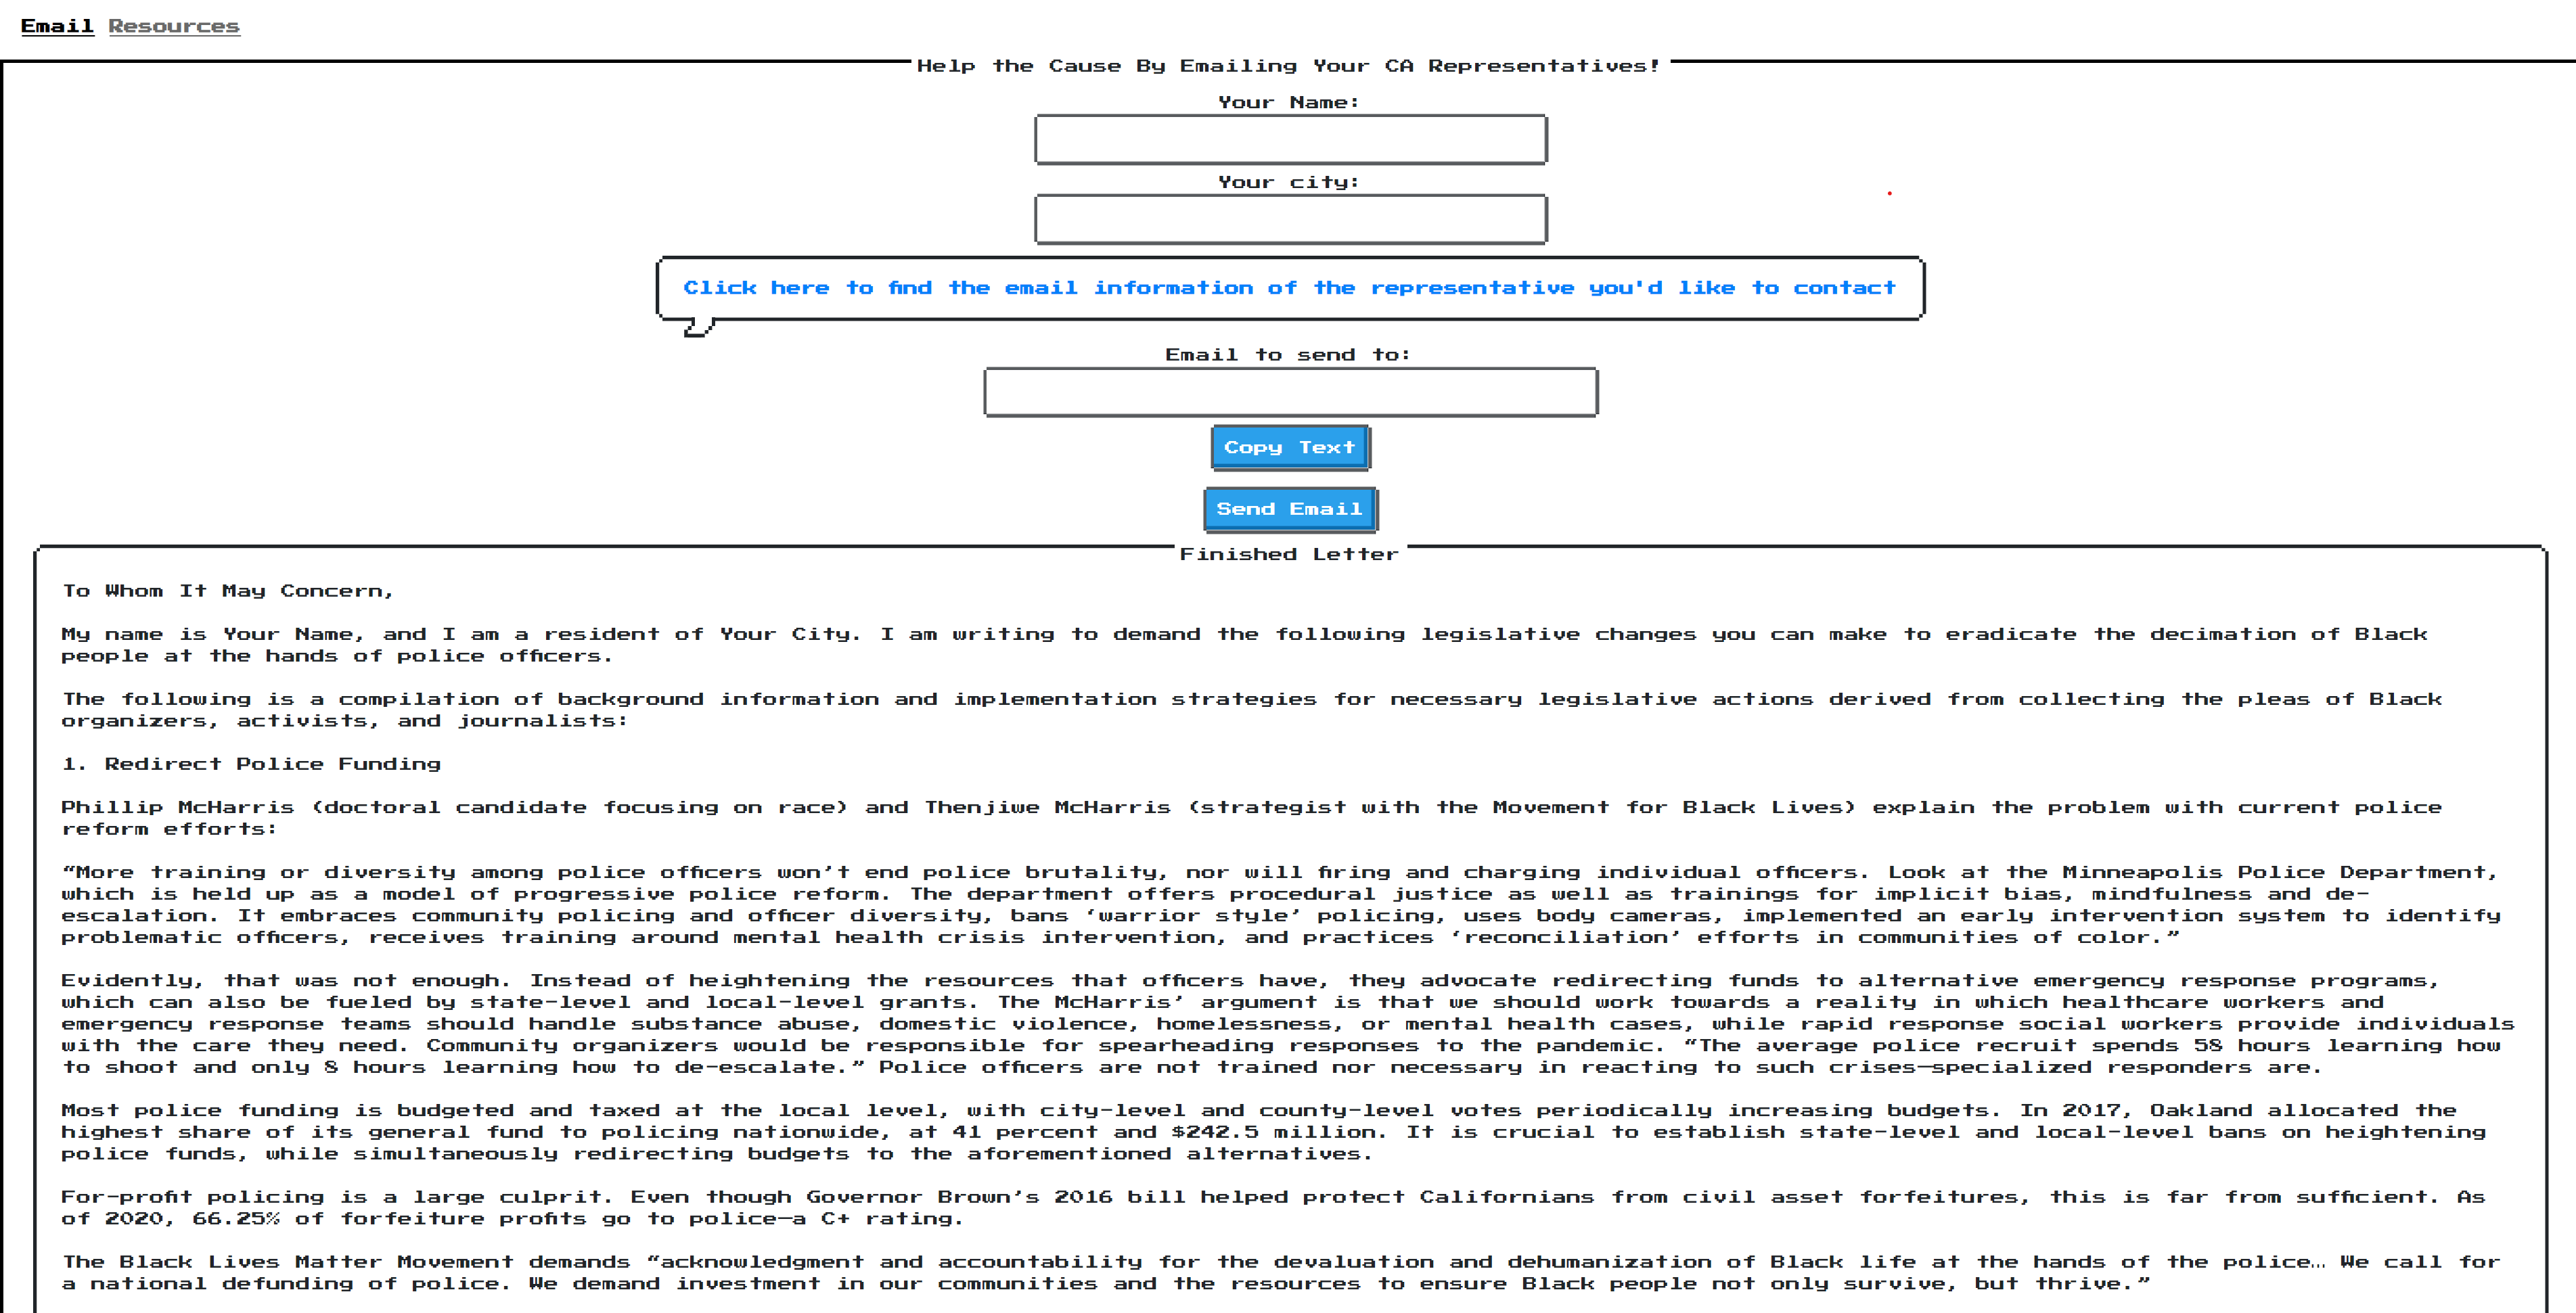 Email Resources
Help the Cause By Emailing Your CA Representatives!
Your Name:
Your city:
Click here to find the email information of the representative you'd like to contact
Email to send to:
Copy Text
Send Email
Finished Letter
To Whom It May Concern,
My name is Your Name, and I am a resident of Your City. I am writing to demand the following legislative changes you can make to eradicate the decimation of Black
people at the hands of police officers.
The following is a compilation of background information and implementation strategies for necessary legislative actions derived from collecting the pleas of Black
organizers, activists, and journalists:
1. Redirect Police Funding
Phillip McHarris (doctoral candidate focusing on race) and Thenjiwe McHarris (strategist with the Movement for Black Lives) explain the problem with current police
reform efforts:
“More training or diversity among police officers won’t end police brutality, nor will firing and charging individual officers. Look at the Minneapolis Police Department,
which is held up as a model of progressive police reform. The department offers procedural justice as well as trainings for implicit bias, mindfulness and de-
escalation. It embraces community policing and officer diversity, bans ‘warrior style’ policing, uses body cameras, implemented an early intervention system to identify
problematic officers, receives training around mental health crisis intervention, and practices ‘reconciliation’ efforts in communities of color.”
Evidently, that was not enough. Instead of heightening the resources that officers have, they advocate redirecting funds to alternative emergency response programs,
which can also be fueled by state-level and local-level grants. The McHarris’ argument is that we should work towards a reality in which healthcare workers and
emergency response teams should handle substance abuse, domestic violence, homelessness, or mental health cases, while rapid response social workers provide individuals
with the care they need. Community organizers would be responsible for spearheading responses to the pandemic. “The average police recruit spends 58 hours learning how
to shoot and only 8 hours learning how to de-escalate.” Police officers are not trained nor necessary in reacting to such crises—specialized responders are.
Most police funding is budgeted and taxed at the local level, with city-level and county-level votes periodically increasing budgets. In 2017, Oakland allocated the
highest share of its general fund to policing nationwide, at 41 percent and $242.5 million. It is crucial to establish state-level and local-level bans on heightening
police funds, while simultaneously redirecting budgets to the aforementioned alternatives.
For-profit policing is a large culprit. Even though Governor Brown’s 2016 bill helped protect Californians from civil asset forfeitures, this is far from sufficient. As
of 2020, 66.25% of forfeiture profits go to police—a C+ rating.
The Black Lives Matter Movement demands “acknowledgment and accountability for the devaluation and dehumanization of Black life at the hands of the police… We call for
a national defunding of police. We demand investment in our communities and the resources to ensure Black people not only survive, but thrive.”